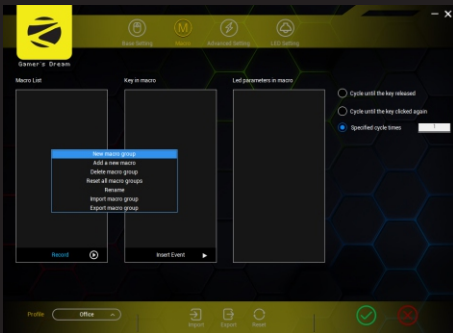 Base Setting
Macro
Advanced Setting
LED Setting
Gamer's Dream
Macro List
Key in macro
Led parameters in macro
Cycle until the key released
Cycle until the key clicked again
Specified cycle times
1
New macro group
Add a new macro
Delete macro group
Reset all macro groups
Rename
Import macro group
Export macro group
Record
Insert Event
Profile
Office
Import
Export
Reset